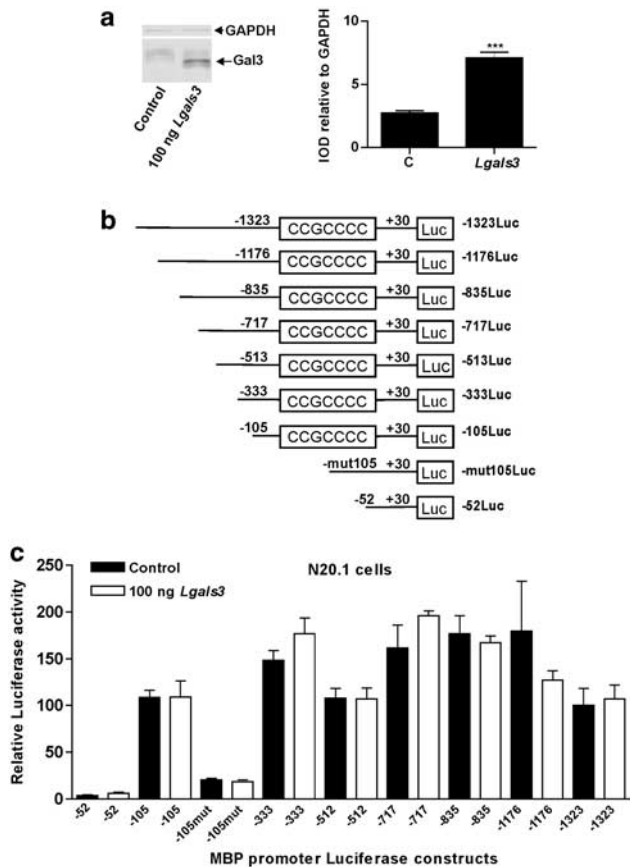 a
GAPDH
Gal3
Control
100 ng Lgals3
IOD relative to GAPDH
10
5
0
***
C
Lgals3
b
-1323 CCGCCCC +30 Luc -1323Luc
-1176 CCGCCCC +30 Luc -1176Luc
-835 CCGCCCC +30 Luc -835Luc
-717 CCGCCCC +30 Luc -717Luc
-513 CCGCCCC +30 Luc -513Luc
-333 CCGCCCC +30 Luc -333Luc
-105 CCGCCCC +30 Luc -105Luc
-mut105 +30 Luc -mut105Luc
-52 +30 Luc -52Luc
c
Control
100 ng Lgals3
N20.1 cells
Relative Luciferase activity
250
200
150
100
50
0
-52 -52 -105 -105 -105mut -105mut -333 -333 -512 -512 -717 -717 -835 -835 -1176 -1176 -1323 -1323
MBP promoter Luciferase constructs